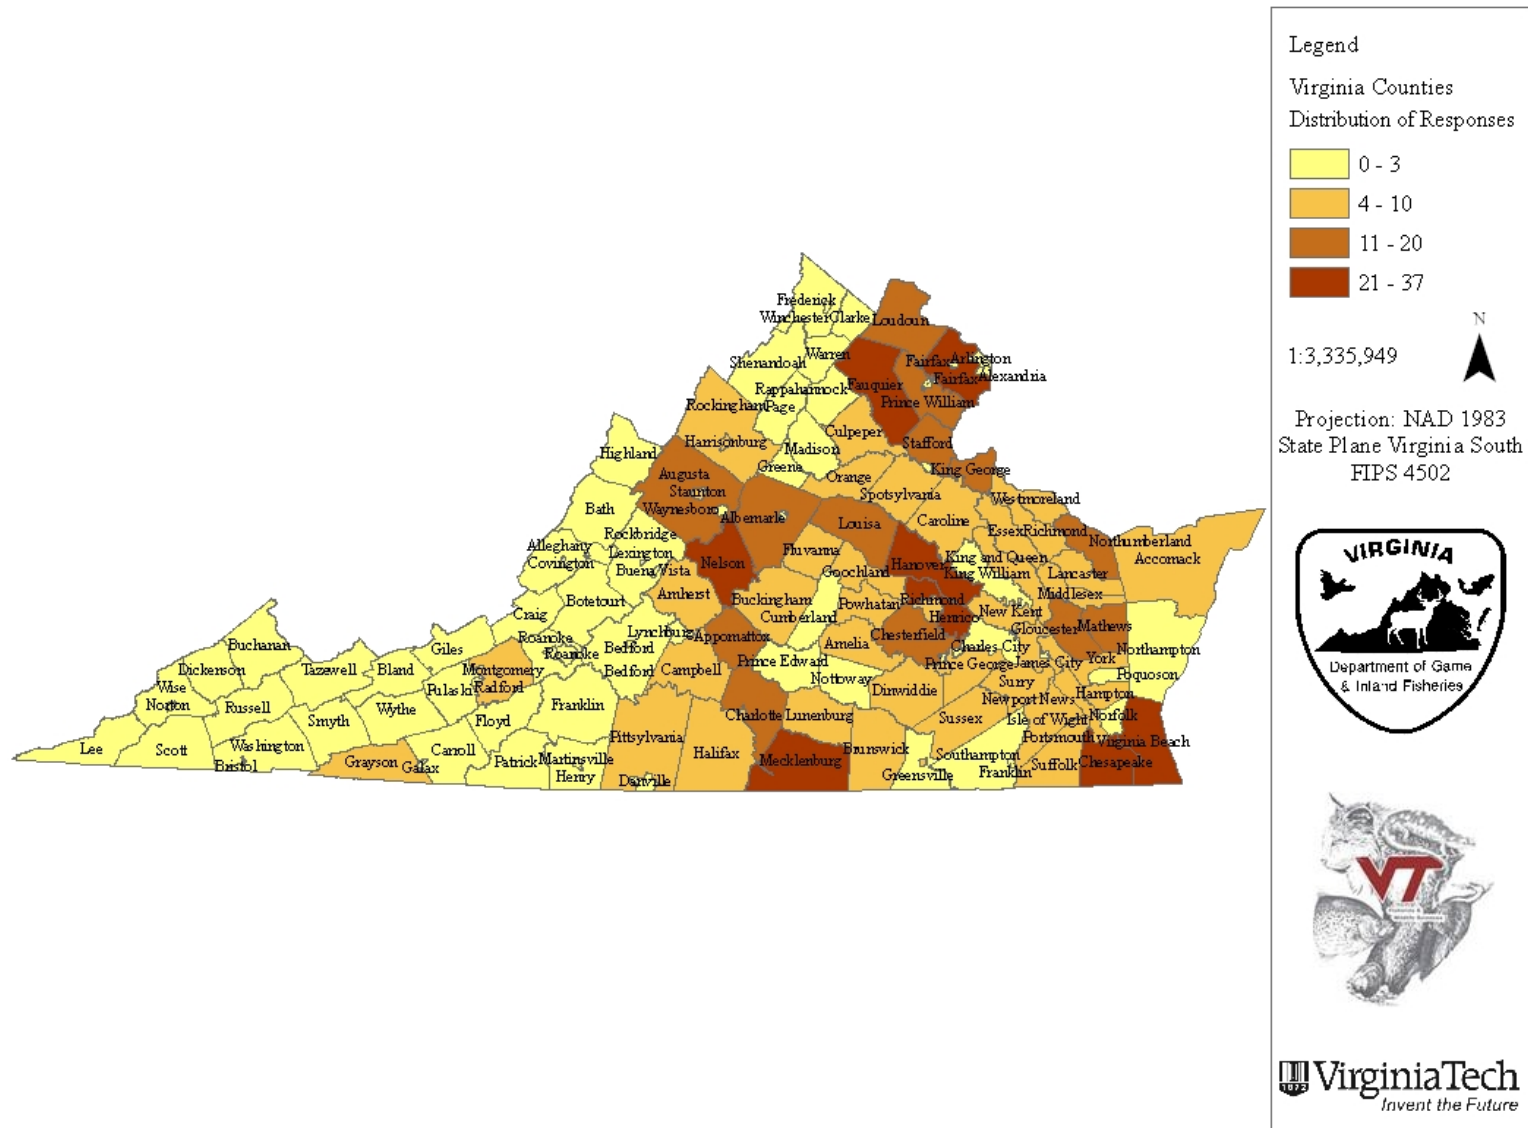 Legend
Virginia Counties
Distribution of Responses
0 - 3
4 - 10
11 - 20
21 - 37
N
1:3,335,949
Projection: NAD 1983
State Plane Virginia South
FIPS 4502
VIRGINIA
Department of Game
& Inland Fisheries
VT
1872
VirginiaTech
Invent the Future
Frederick
Winchester
Clarke
Loudoun
Shenandoah
Warren
Fairfax
Arlington
Fairfax
Alexandria
Rappahannock
Fauquier
Page
Prince William
Rockingham
Harrisonburg
Culpeper
Stafford
Highland
Madison
Greene
King George
Augusta
Orange
Staunton
Spotsylvania
Westmoreland
Bath
Waynesboro
Albemarle
Louisa
Caroline
Essex
Richmond
Northumberland
Accomack
Rockbridge
Alleghany
Lexington
Covington
Buena Vista
Nelson
Fluvanna
Goochland
Hanover
King and Queen
King William
Lancaster
Middlesex
Amherst
Buckingham
Cumberland
Powhatan
Richmond
Henrico
New Kent
Botetourt
Craig
Gloucester
Mathews
Roanoke
Lynchburg
Appomattox
Amelia
Chesterfield
Charles City
Buchanan
Giles
Roanoke
Bedford
York
Northampton
Dickenson
Tazewell
Bland
Montgomery
Bedford
Campbell
Prince Edward
Nottoway
Prince George
James City
Poquoson
Wise
Norton
Russell
Pulaski
Radford
Surry
Hampton
Smyth
Wythe
Floyd
Franklin
Dinwiddie
Newport News
Charlotte
Lunenburg
Sussex
Isle of Wight
Norfolk
Lee
Scott
Washington
Carroll
Pittsylvania
Halifax
Brunswick
Southampton
Portsmouth
Virginia Beach
Bristol
Grayson
Galax
Patrick
Martinsville
Henry
Danville
Mecklenburg
Greensville
Franklin
Suffolk
Chesapeake